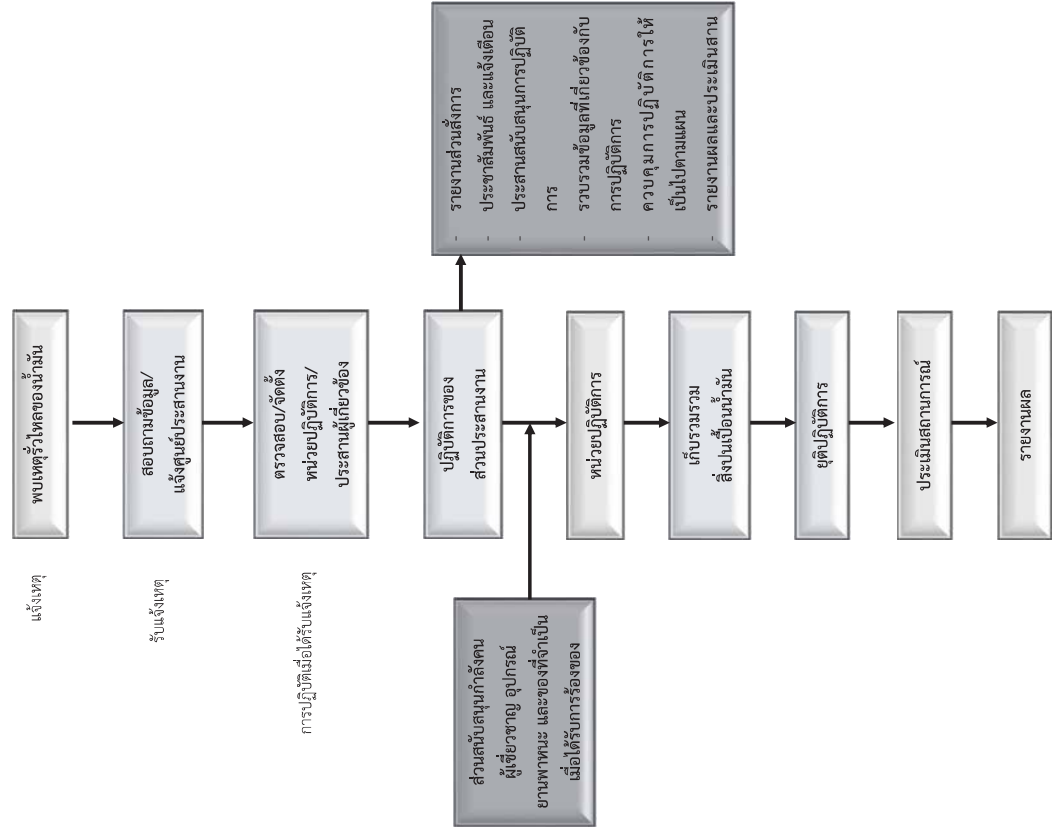 แจ้งเหตุ
พบเหตุรั่วไหลของน้ำมัน
รับแจ้งเหตุ
สอบถามข้อมูล/
แจ้งศูนย์ประสานงาน
การปฏิบัติเมื่อได้รับแจ้งเหตุ
ตรวจสอบ/จัดตั้ง
หน่วยปฏิบัติการ/
ประสานผู้เกี่ยวข้อง
ปฏิบัติการของ
ส่วนประสานงาน
- รายงานส่วนสั่งการ
- ประชาสัมพันธ์ และแจ้งเตือน
- ประสานสนับสนุนการปฏิบัติ
การ
- รวบรวมข้อมูลที่เกี่ยวข้องกับ
การปฏิบัติการ
- ควบคุมการปฏิบัติการให้
เป็นไปตามแผน
- รายงานผลและประเมินสาน
ส่วนสนับสนุนกำลังคน
ผู้เชี่ยวชาญ อุปกรณ์
ยานพาหนะ และของที่จำเป็น
เมื่อได้รับการร้องของ
หน่วยปฏิบัติการ
เก็บรวมรวม
สิ่งปนเปื้อนน้ำมัน
ยุติปฏิบัติการ
ประเมินสถานการณ์
รายงานผล